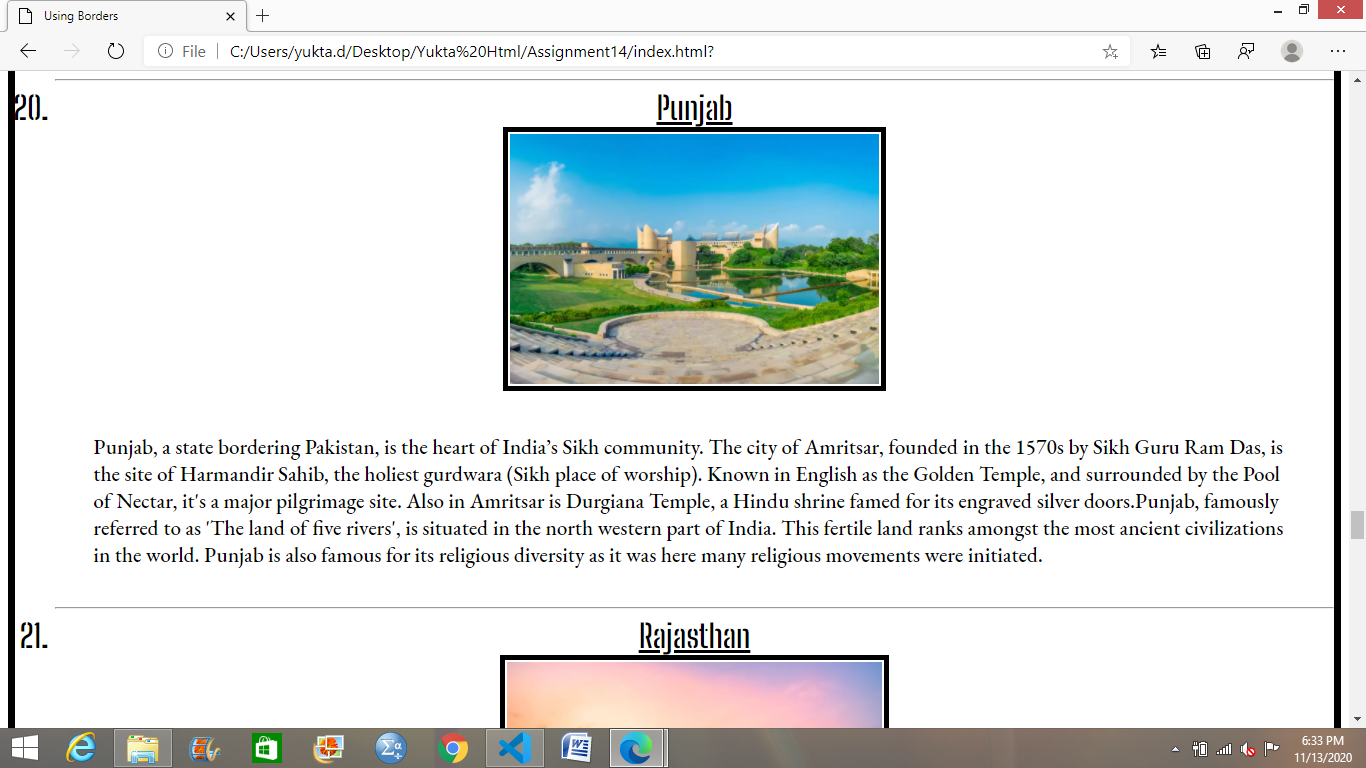 Using Borders
File
C:/Users/yukta.d/Desktop/Yukta%20Html/Assignment14/index.html?
20.
Punjab
Punjab, a state bordering Pakistan, is the heart of India’s Sikh community. The city of Amritsar, founded in the 1570s by Sikh Guru Ram Das, is
the site of Harmandir Sahib, the holiest gurdwara (Sikh place of worship). Known in English as the Golden Temple, and surrounded by the Pool
of Nectar, it's a major pilgrimage site. Also in Amritsar is Durgiana Temple, a Hindu shrine famed for its engraved silver doors.Punjab, famously
referred to as 'The land of five rivers', is situated in the north western part of India. This fertile land ranks amongst the most ancient civilizations
in the world. Punjab is also famous for its religious diversity as it was here many religious movements were initiated.
21.
Rajasthan
6:33 PM
11/13/2020